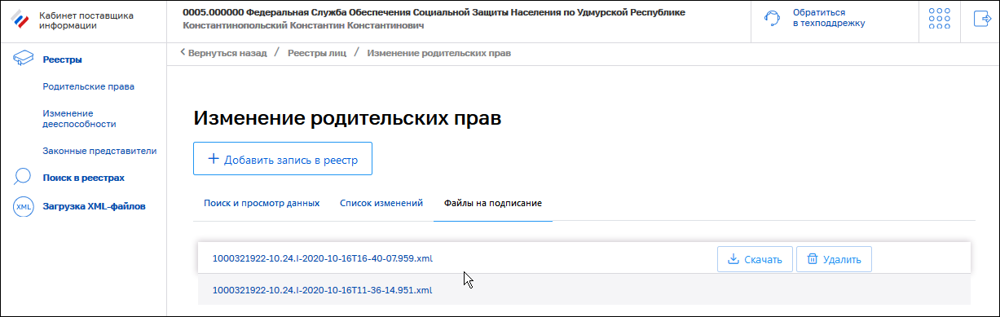 Кабинет поставщика
информации
0005.000000 Федеральная Служба Обеспечения Социальной Защиты Населения по Удмурской Республике
Константинопольский Константин Константинович
Обратиться
в техподдрежку
Реестры
Родительские права
Изменение
дееспособности
Законные представители
Поиск в реестрах
XML Загрузка XML-файлов
Вернуться назад / Реестры лиц / Изменение родительских прав
Изменение родительских прав
+ Добавить запись в реестр
Поиск и просмотр данных Список изменений Файлы на подписание
1000321922-10.24.I-2020-10-16T16-40-07.959.xml Скачать Удалить
1000321922-10.24.I-2020-10-16T11-36-14.951.xml